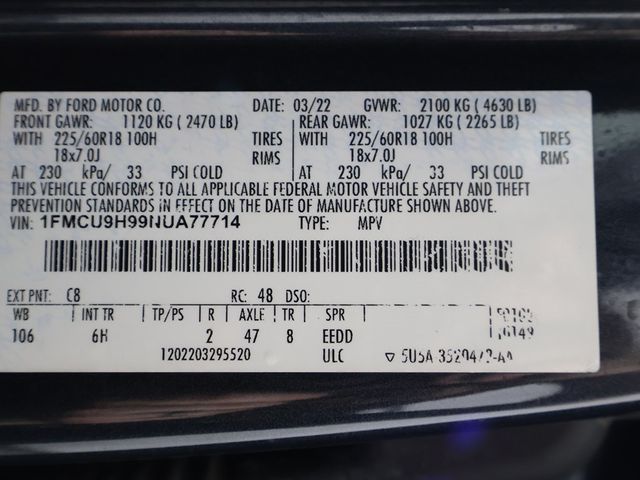 MFD. BY FORD MOTOR CO. DATE: 03/22 GVWR: 2100 KG ( 4630 LB)
FRONT GAWR: 1120 KG ( 2470 LB) REAR GAWR: 1027 KG ( 2265 LB)
WITH 225/60R18 100H TIRES WITH 225/60R18 100H TIRES
18x7.0J RIMS 18x7.0J RIMS
AT 230 kPa/ 33 PSI COLD AT 230 kPa/ 33 PSI COLD
THIS VEHICLE CONFORMS TO ALL APPLICABLE FEDERAL MOTOR VEHICLE SAFETY AND THEFT
PREVENTION STANDARDS IN EFFECT ON THE DATE OF MANUFACTURE SHOWN ABOVE.
VIN: 1FMCU9H99NUA77714 TYPE: MPV
EXT PNT: C8 RC: 48 DSO:
WB INT TR TP/PS R AXLE TR SPR
106 6H 2 47 8 EEDD
1202203295520 ULC